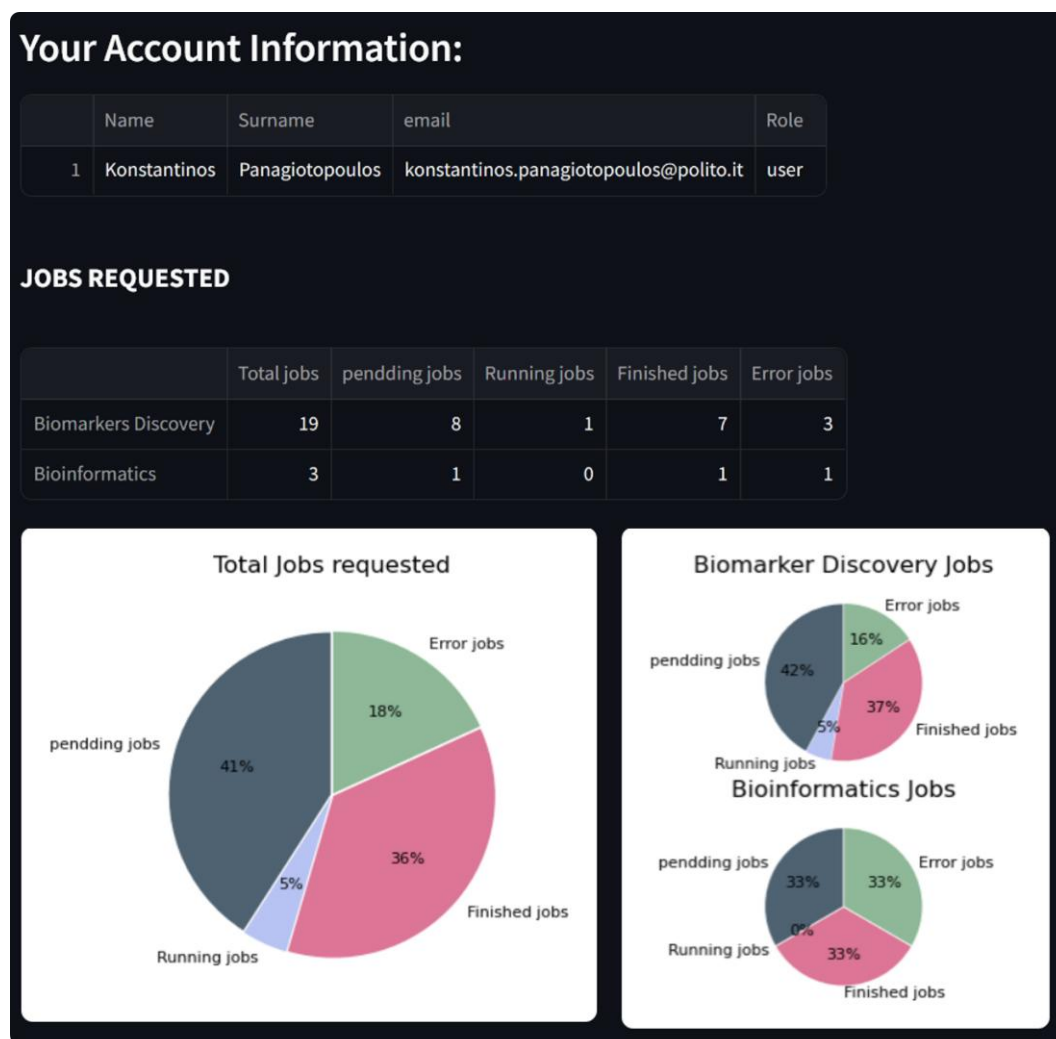 Your Account Information:
Name Surname email Role
1 Konstantinos Panagiotopoulos konstantinos.panagiotopoulos@polito.it user
JOBS REQUESTED
Total jobs pendding jobs Running jobs Finished jobs Error jobs
Biomarkers Discovery 19 8 1 7 3
Bioinformatics 3 1 0 1 1
Total Jobs requested
Error jobs
18%
pendding jobs
41%
36%
5%
Finished jobs
Running jobs
Biomarker Discovery Jobs
Error jobs
16%
pendding jobs
42%
37%
5%
Finished jobs
Running jobs
Bioinformatics Jobs
pendding jobs
Error jobs
33%
33%
0%
Running jobs
33%
Finished jobs